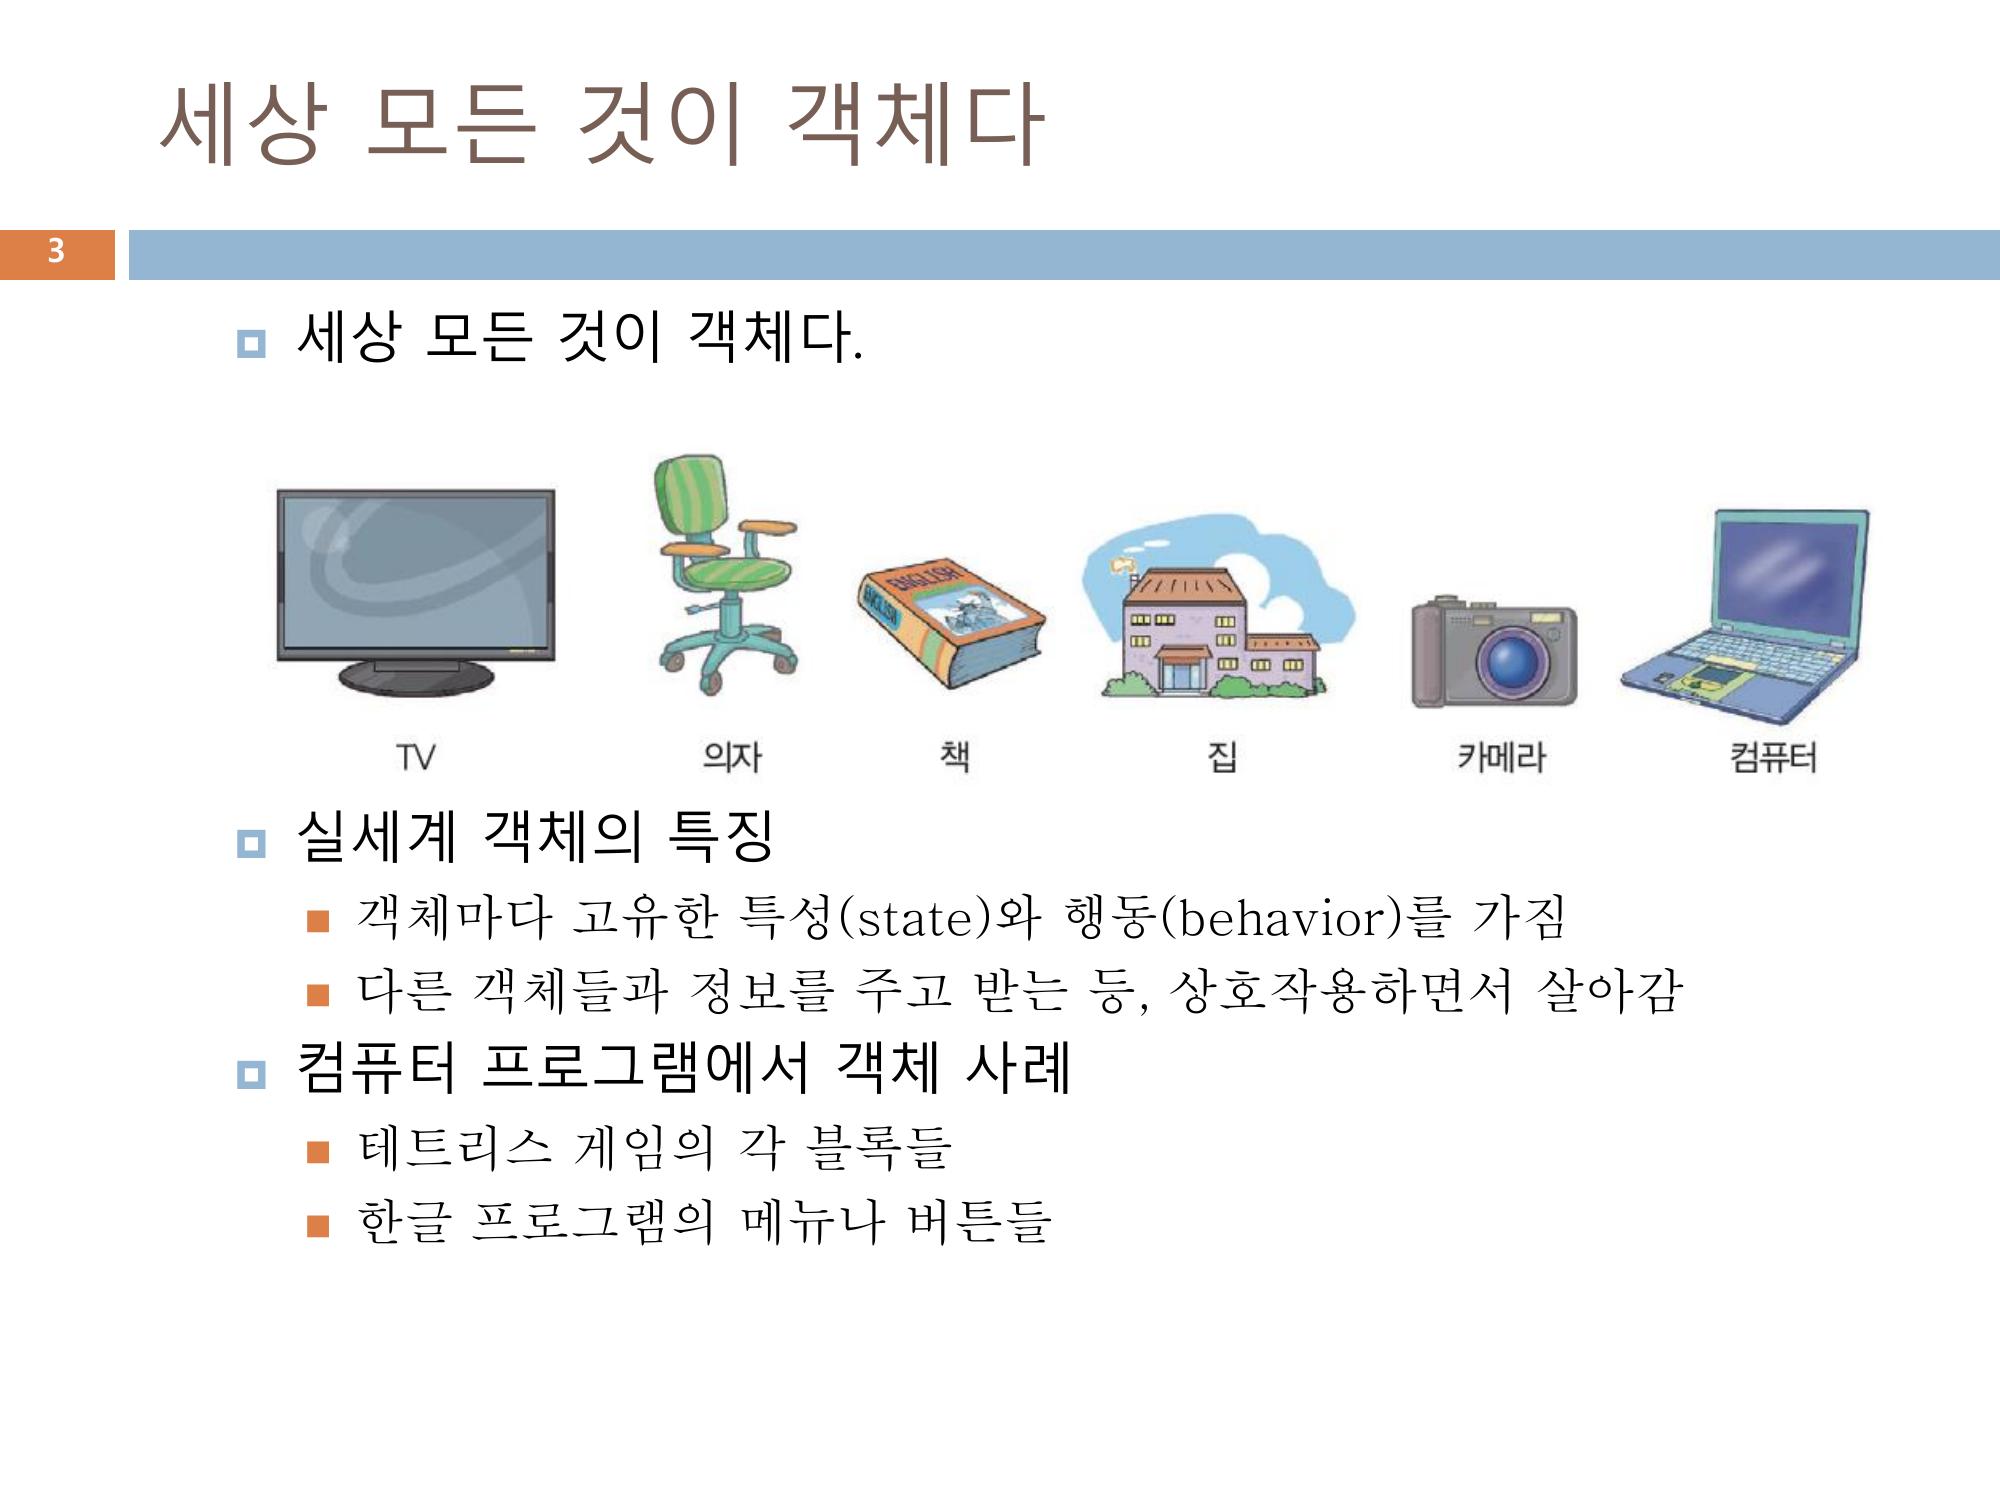 세상 모든 것이 객체다
3
세상 모든 것이 객체다.
ENGLISH
ENGLISH
TV 의자 책 집 카메라 컴퓨터
실세계 객체의 특징
객체마다 고유한 특성(state)와 행동(behavior)를 가짐
다른 객체들과 정보를 주고 받는 등, 상호작용하면서 살아감
컴퓨터 프로그램에서 객체 사례
테트리스 게임의 각 블록들
한글 프로그램의 메뉴나 버튼들